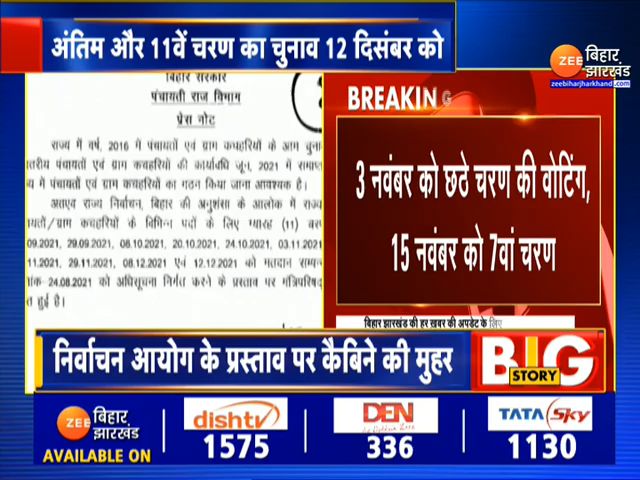 अंतिम और 11वें चरण का चुनाव 12 दिसंबर को
ZEE बिहार झारखंड
zeebiharjharkhand.com
बिहार सरकार
पंचायती राज विभाग
प्रेस नोट
राज्य में वर्ष, 2016 में पंचायतों एवं ग्राम कचहरियों के आम चुना
तरीय पंचायतों एवं ग्राम कचहरियों की कार्यावधि जून, 2021 में समाप्त
य में पंचायतों एवं ग्राम कचहरियों का गठन किया जाना आवश्यक है।
अतएव राज्य निर्वाचन, बिहार की अनुशंसा के आलोक में राज्य
यतों/ग्राम कचहरियों के विभिन्न पदों के लिए ग्यारह (11) चर
09.2021, 29.09.2021, 08.10.2021, 20.10.2021, 24.10.2021, 03.11.2021
11.2021, 29.11.2021, 08.12.2021 एवं 12.12.2021 को मतदान सम्पन
ांक-24.08.2021 को अधिसूचना निर्गत करने के प्रस्ताव पर मंत्रिपरिषद
त हुई है।
BREAKING
3 नवंबर को छठे चरण की वोटिंग,
15 नवंबर को 7वां चरण
बिहार झारखंड की हर ख़बर की अपडेट के लिए
निर्वाचन आयोग के प्रस्ताव पर कैबिने की मुहर
BIG
STORY
ZEE बिहार झारखंड
AVAILABLE ON
dishtv
1575
DEN
336
TATA Sky
1130